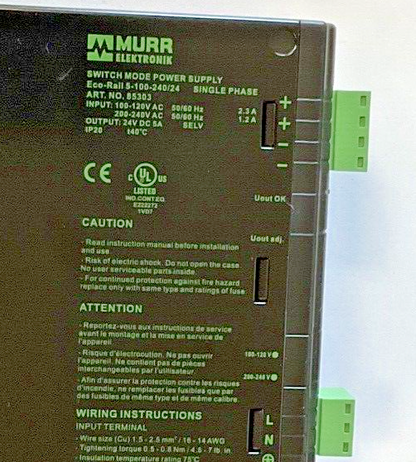 MURR
ELEKTRONIK
SWITCH MODE POWER SUPPLY
Eco-Rail 5-100-240/24 SINGLE PHASE
ART. NO. 85303
INPUT: 100-120V AC 50/60 Hz 2.3 A
200-240V AC 50/60 Hz 1.2 A
OUTPUT: 24V DC 5A SELV
IP20 t40°C
+
+
-
-
CE
c UL US
LISTED
IND.CONT.EQ.
E222272
1VD7
Uout OK
CAUTION
Uout adj.
- Read instruction manual before installation
and use.
- Risk of electric shock. Do not open the case.
No user serviceable parts inside.
- For continued protection against fire hazard
replace only with same type and ratings of fuse
ATTENTION
- Reportez-vous aux instructions de service
avant le montage et la mise en service de
l'appareil.
- Risque d'électrocution. Ne pas ouvrir
l'appareil. Ne contient pas de pièces
interchangeables par l'utilisateur.
100-120 V
200-240 V
- Afin d'assurer la protection contre les risques
d'incendie, ne remplacer les fusibles que par
des fusibles de même type et de même calibre.
WIRING INSTRUCTIONS
INPUT TERMINAL
L
N
- Wire size (Cu) 1.5 - 2.5 mm² / 16 - 14 AWG
- Tightening torque 0.5 - 0.8 Nm / 4.5 - 7 lb. in.
- Insulation temperature rating 75°C